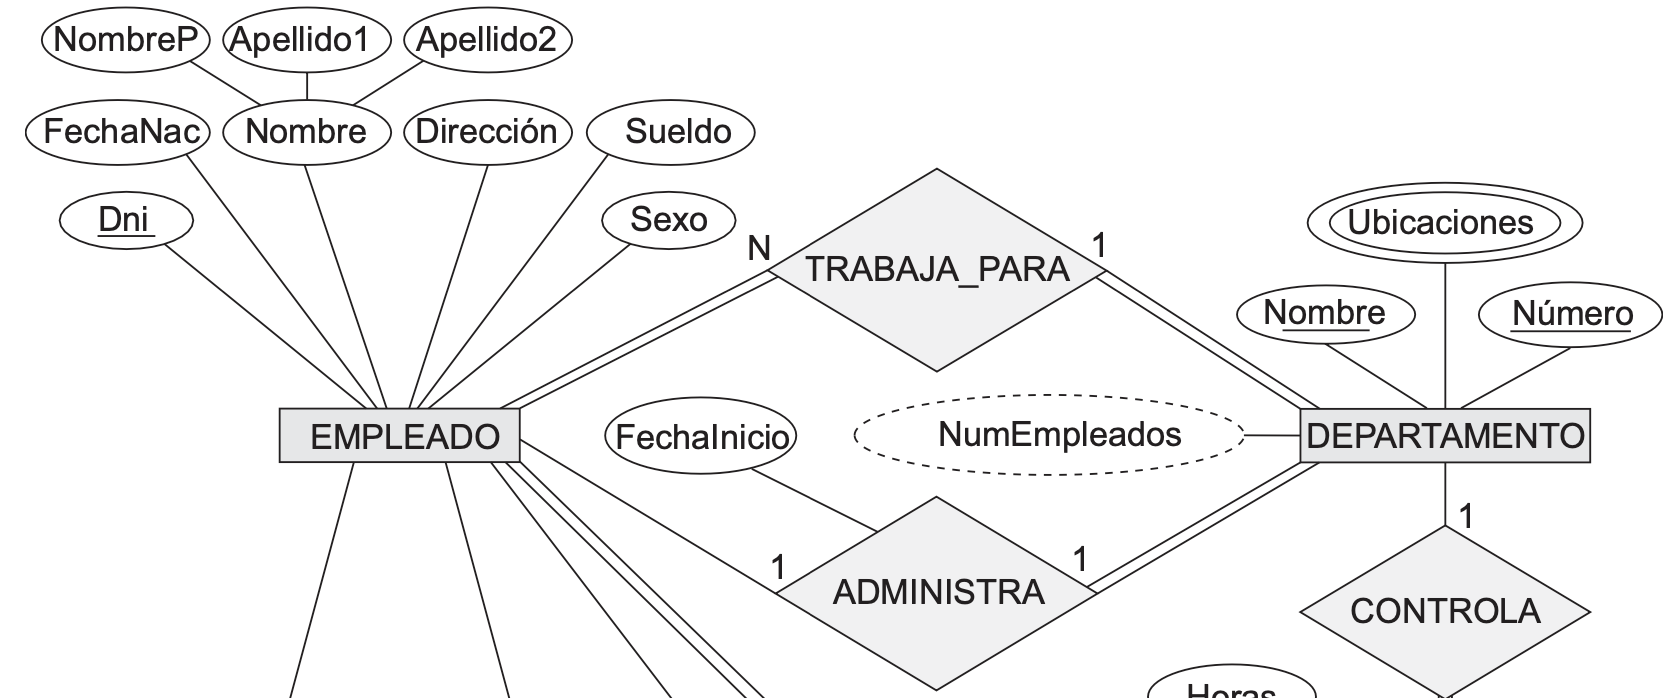 NombreP
Apellido1
Apellido2
FechaNac
Nombre
Dirección
Sueldo
Dni
Sexo
N
TRABAJA_PARA
1
Ubicaciones
Nombre
Número
EMPLEADO
FechaInicio
NumEmpleados
DEPARTAMENTO
1
ADMINISTRA
1
1
CONTROLA
Horas